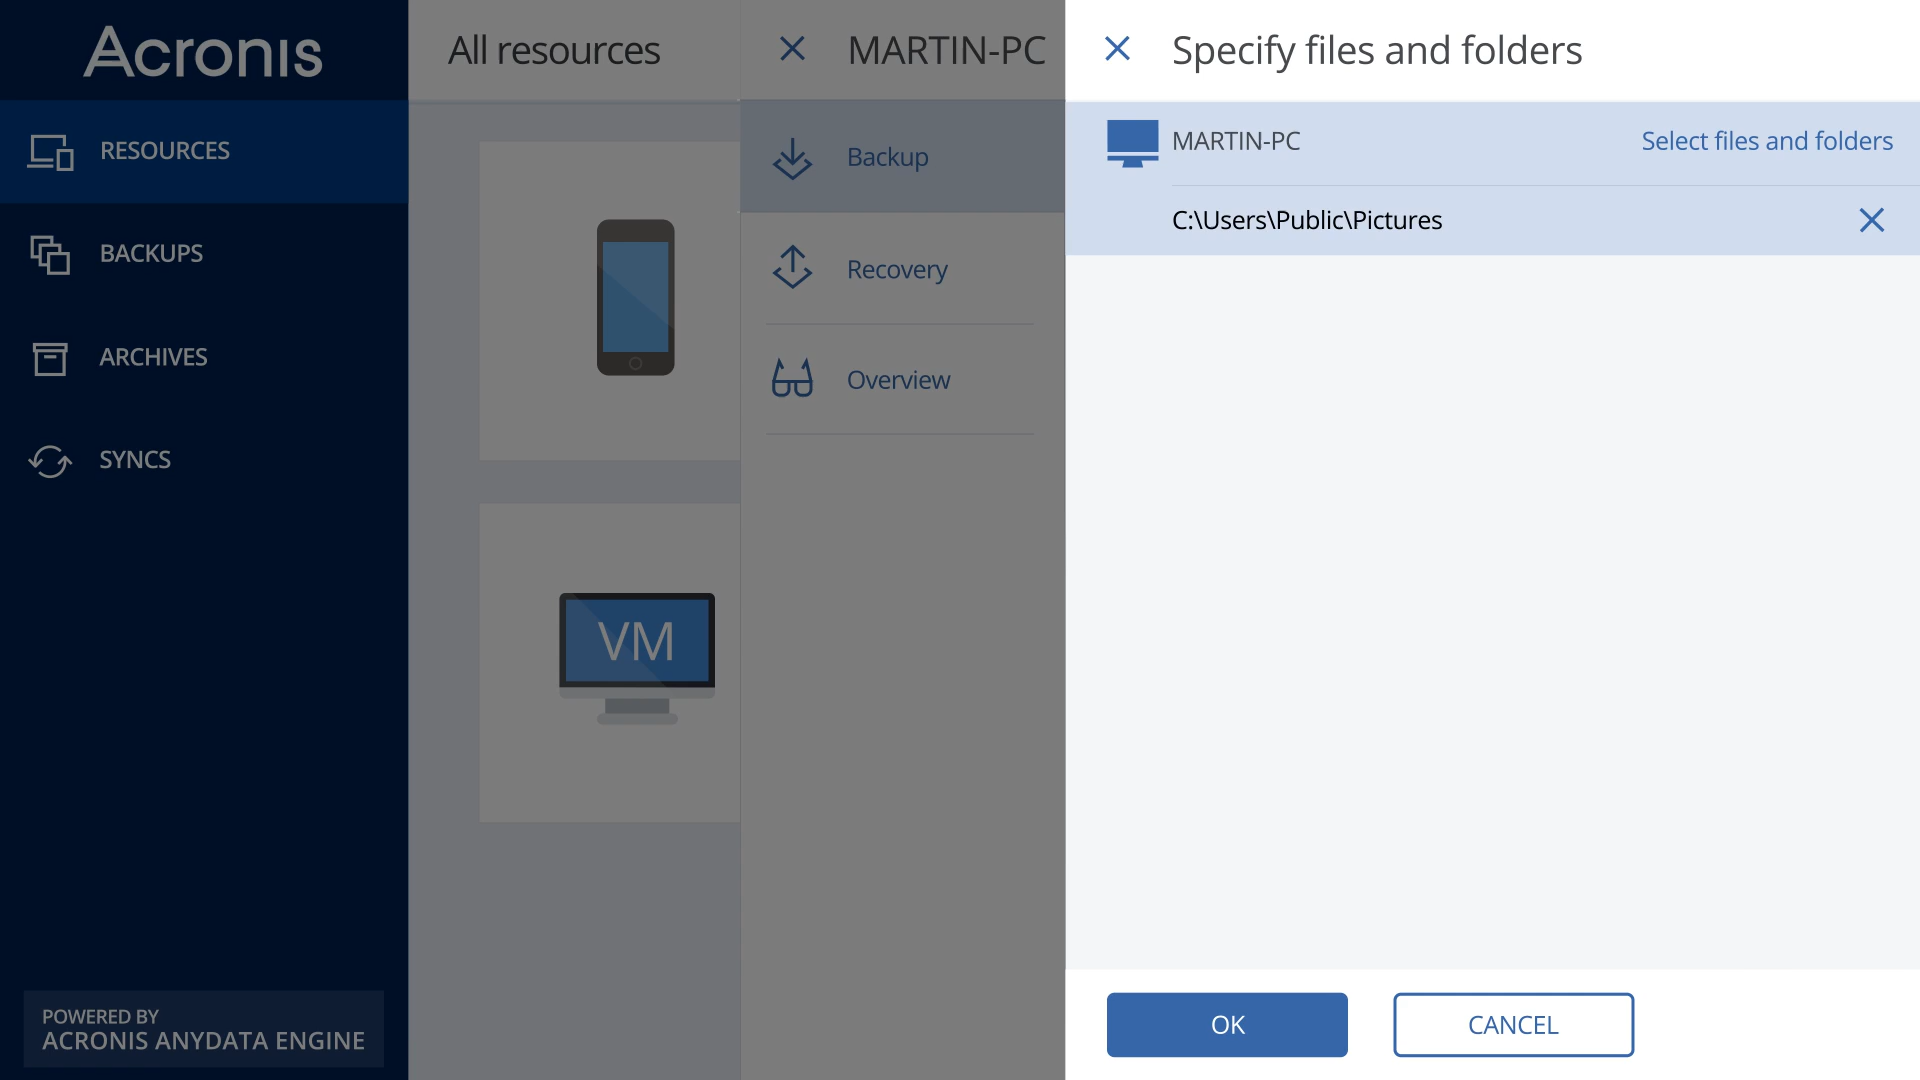 Acronis
RESOURCES
BACKUPS
ARCHIVES
SYNCS
POWERED BY
ACRONIS ANYDATA ENGINE
All resources
VM
MARTIN-PC
Backup
Recovery
Overview
Specify files and folders
MARTIN-PC
Select files and folders
C:\Users\Public\Pictures
OK
CANCEL